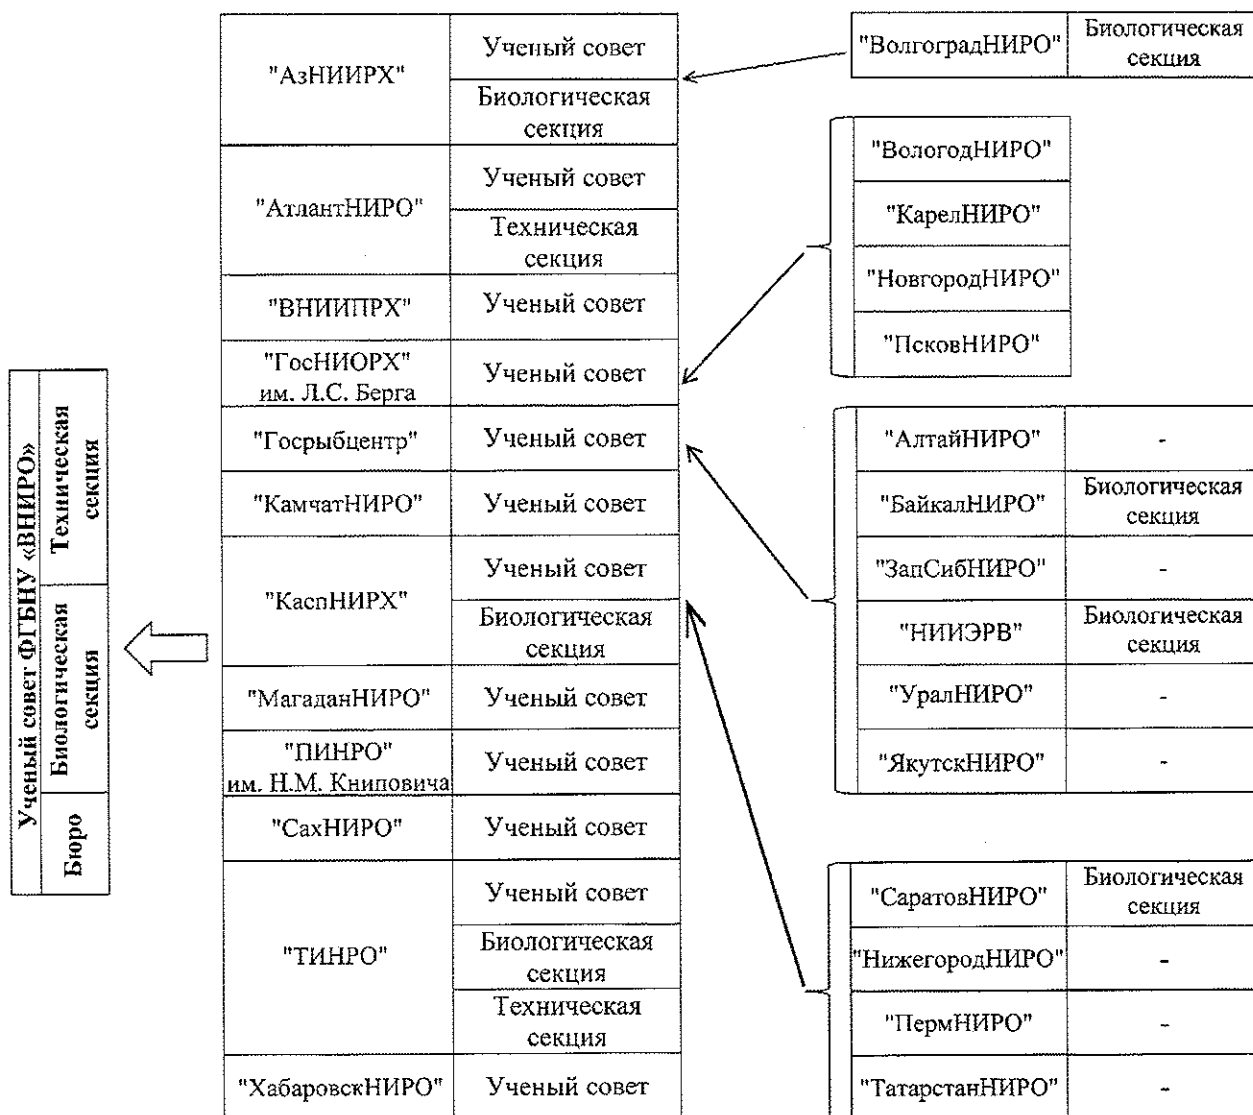 Ученый совет ФГБНУ «ВНИРО»
Техническая
секция
Биологическая
секция
Бюро
"АзНИИРХ"
Ученый совет
Биологическая
секция
"АтлантНИРО"
Ученый совет
Техническая
секция
"ВНИИПРХ"
Ученый совет
"ГосНИОРХ"
им. Л.С. Берга
Ученый совет
"Госрыбцентр"
Ученый совет
"КамчатНИРО"
Ученый совет
"КаспНИРХ"
Ученый совет
Биологическая
секция
"МагаданНИРО"
Ученый совет
"ПИНРО"
им. Н.М. Книповича
Ученый совет
"СахНИРО"
Ученый совет
"ТИНРО"
Ученый совет
Биологическая
секция
Техническая
секция
"ХабаровскНИРО"
Ученый совет
"ВолгоградНИРО"
Биологическая
секция
"ВологодНИРО"
"КарелНИРО"
"НовгородНИРО"
"ПсковНИРО"
"АлтайНИРО"
-
"БайкалНИРО"
Биологическая
секция
"ЗапСибНИРО"
-
"НИИЭРВ"
Биологическая
секция
"УралНИРО"
-
"ЯкутскНИРО"
-
"СаратовНИРО"
Биологическая
секция
"НижегородНИРО"
-
"ПермНИРО"
-
"ТатарстанНИРО"
-